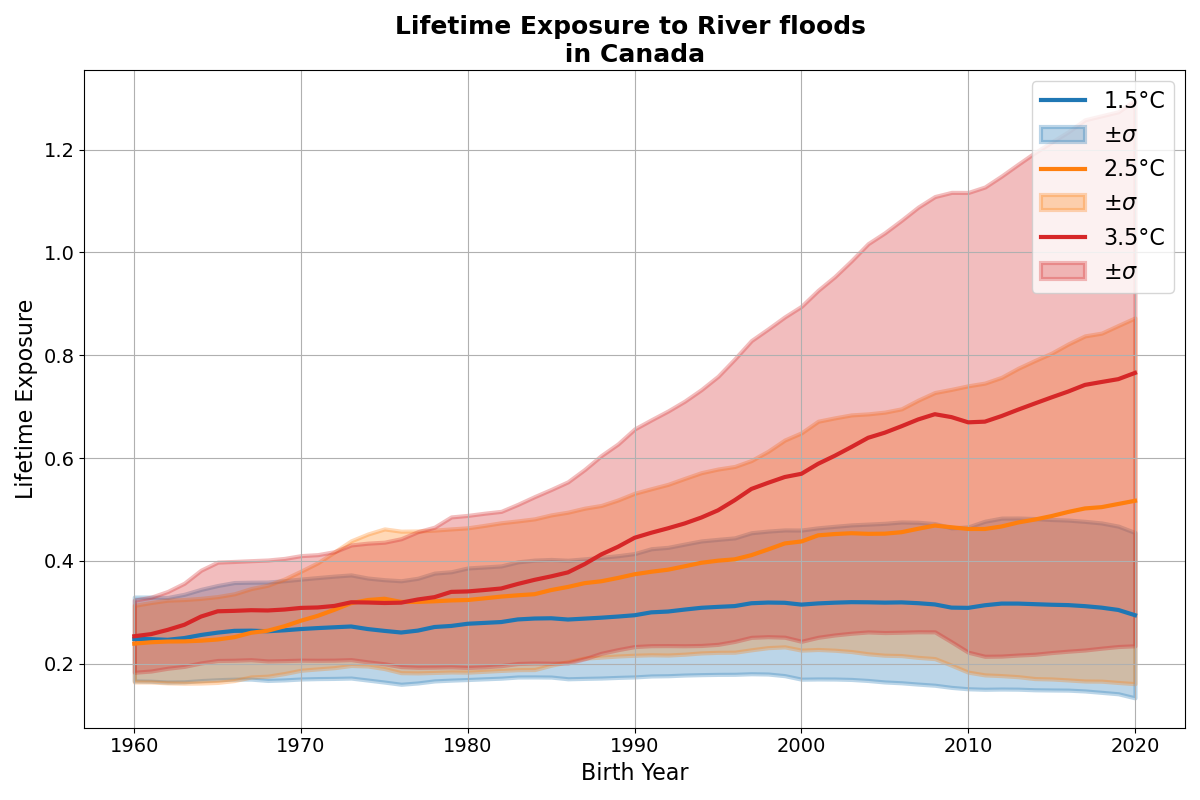 Lifetime Exposure to River floods
in Canada
1.5°C
±σ
2.5°C
±σ
3.5°C
±σ
Lifetime Exposure
1.2
1.0
0.8
0.6
0.4
0.2
1960 1970 1980 1990 2000 2010 2020
Birth Year